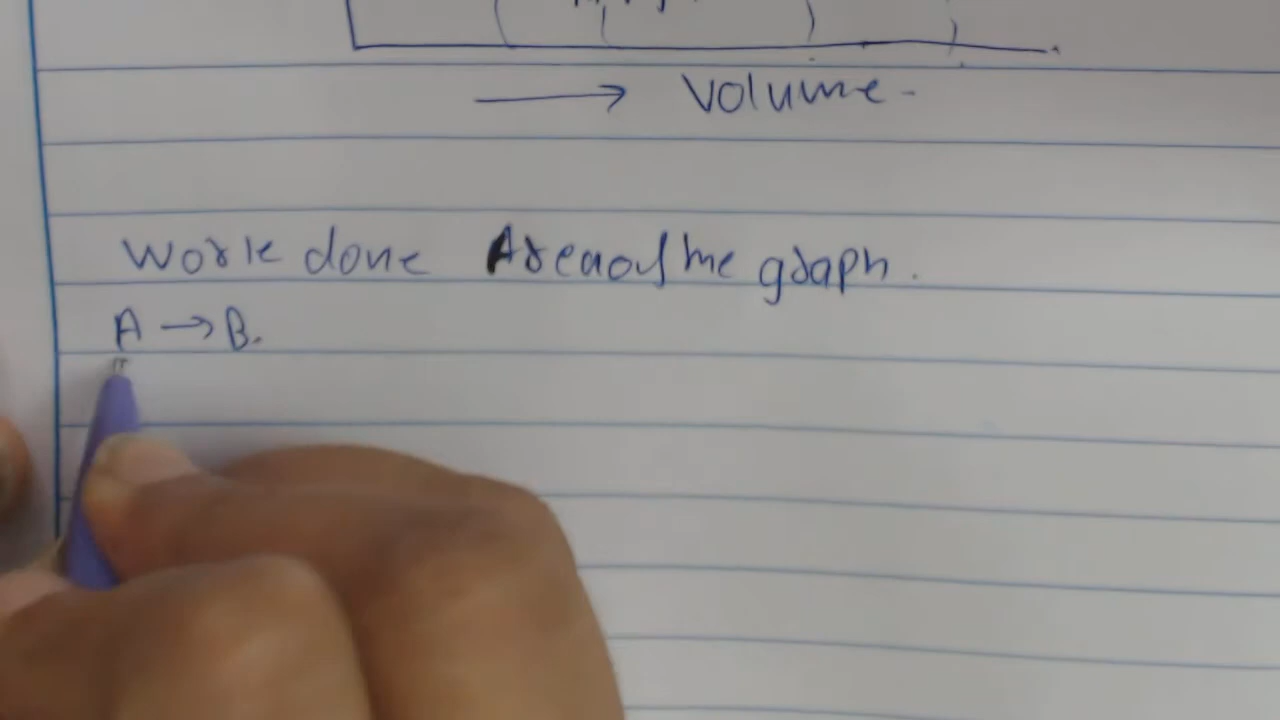 → Volume.
Work done Area of the graph.
A → B.